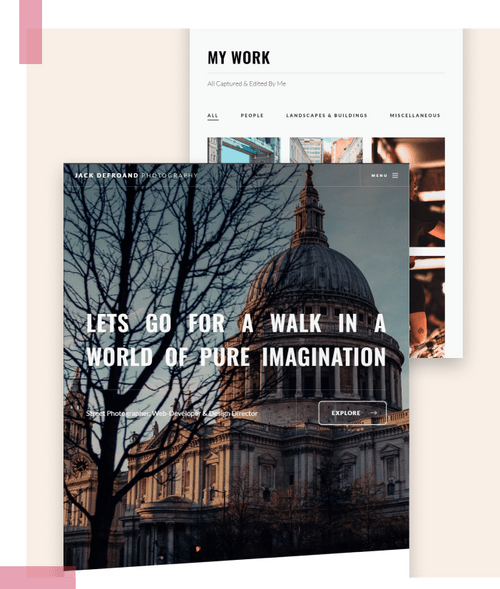 MY WORK
All Captured & Edited By Me
ALL PEOPLE LANDSCAPES & BUILDINGS MISCELLANEOUS
JACK DEFROAND PHOTOGRAPHY MENU
LETS GO FOR A WALK IN A
WORLD OF PURE IMAGINATION
Street Photographer, Web-Developer & Design Director
EXPLORE →